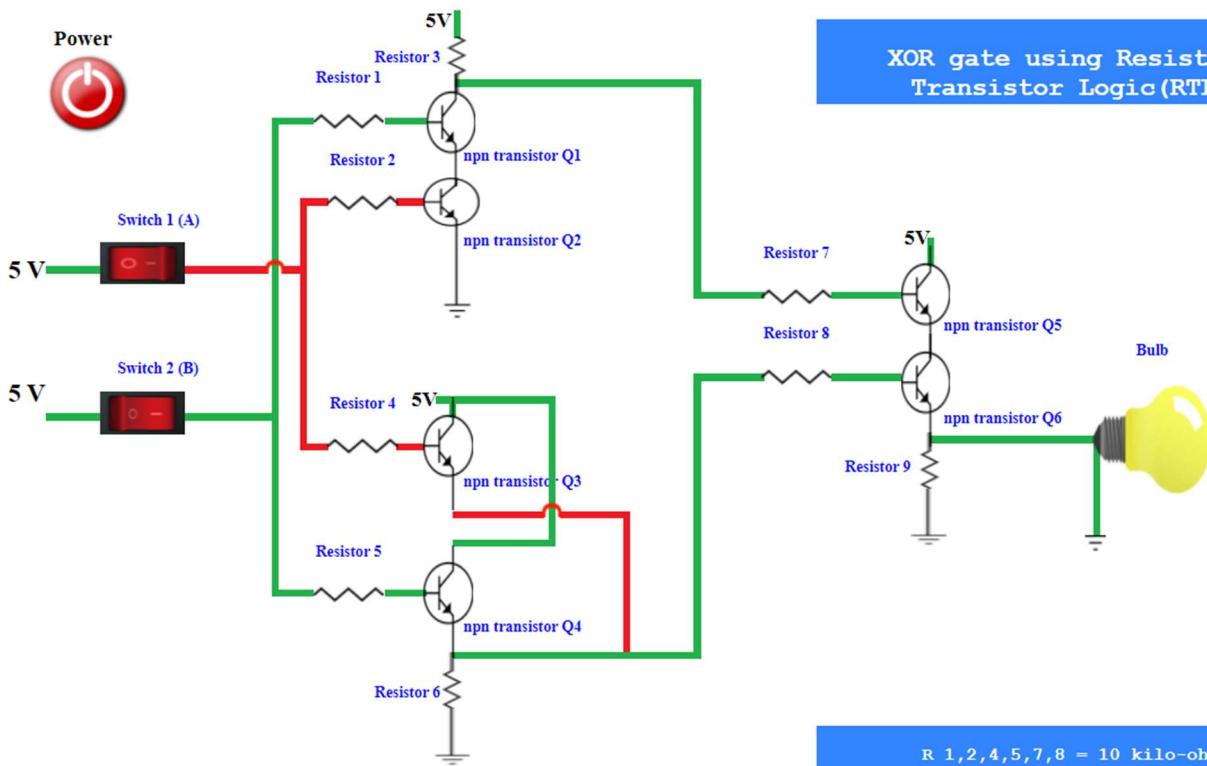 5V
Power
Resistor 3
Resistor 1
XOR gate using Resist
Transistor Logic(RTL
npn transistor Q1
Resistor 2
Switch 1 (A)
npn transistor Q2
5V
5 V
Resistor 7
npn transistor Q5
Resistor 8
Bulb
Switch 2 (B)
5 V
Resistor 4
5V
npn transistor Q6
Resistor 9
npn transistor Q3
Resistor 5
npn transistor Q4
Resistor 6
R 1,2,4,5,7,8 = 10 kilo-oh